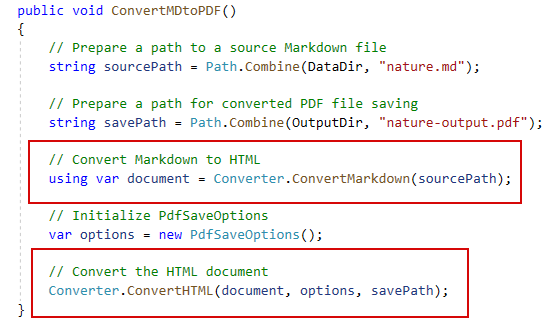 public void ConvertMDtoPDF()
{
    // Prepare a path to a source Markdown file
    string sourcePath = Path.Combine(DataDir, "nature.md");
    // Prepare a path for converted PDF file saving
    string savePath = Path.Combine(OutputDir, "nature-output.pdf");
    // Convert Markdown to HTML
    using var document = Converter.ConvertMarkdown(sourcePath);
    // Initialize PdfSaveOptions
    var options = new PdfSaveOptions();
    // Convert the HTML document
    Converter.ConvertHTML(document, options, savePath);
}